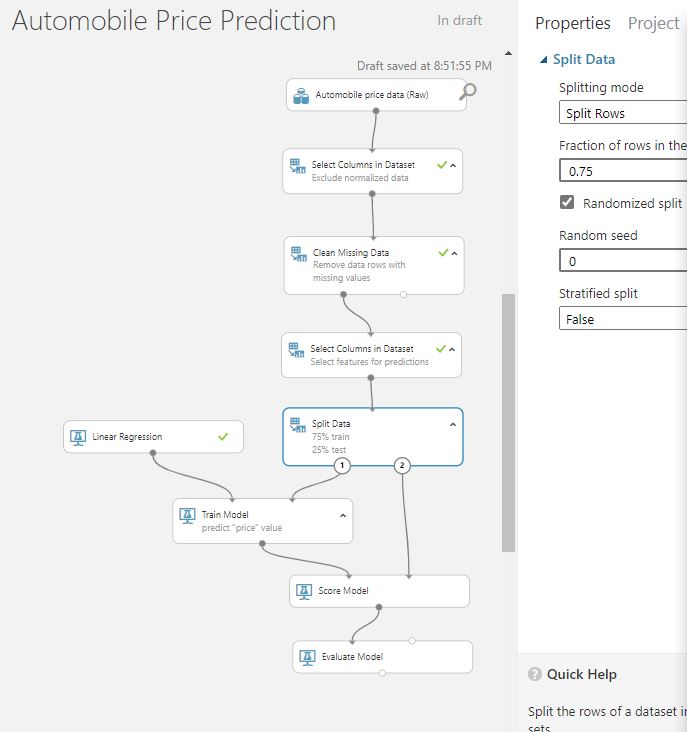 Automobile Price Prediction
In draft
Draft saved at 8:51:55 PM
Automobile price data (Raw)
Select Columns in Dataset
Exclude normalized data
Clean Missing Data
Remove data rows with
missing values
Select Columns in Dataset
Select features for predictions
Linear Regression
Split Data
75% train
25% test
1
2
Train Model
predict "price" value
Score Model
Evaluate Model
Properties Project
Split Data
Splitting mode
Split Rows
Fraction of rows in the
0.75
Randomized split
Random seed
0
Stratified split
False
Quick Help
Split the rows of a dataset in
sets.